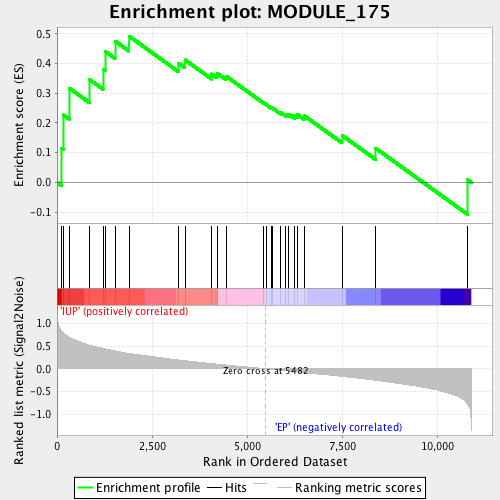 Enrichment plot: MODULE_175
Enrichment score (ES)
0.5
0.4
0.3
0.2
0.1
0.0
-0.1
Ranked list metric (Signal2Noise)
1.0
0.5
0.0
-0.5
-1.0
'IUP' (positively correlated)
Zero cross at 5482
'EP' (negatively correlated)
0
2,500
5,000
7,500
10,000
Rank in Ordered Dataset
Enrichment profile
Hits
Ranking metric scores